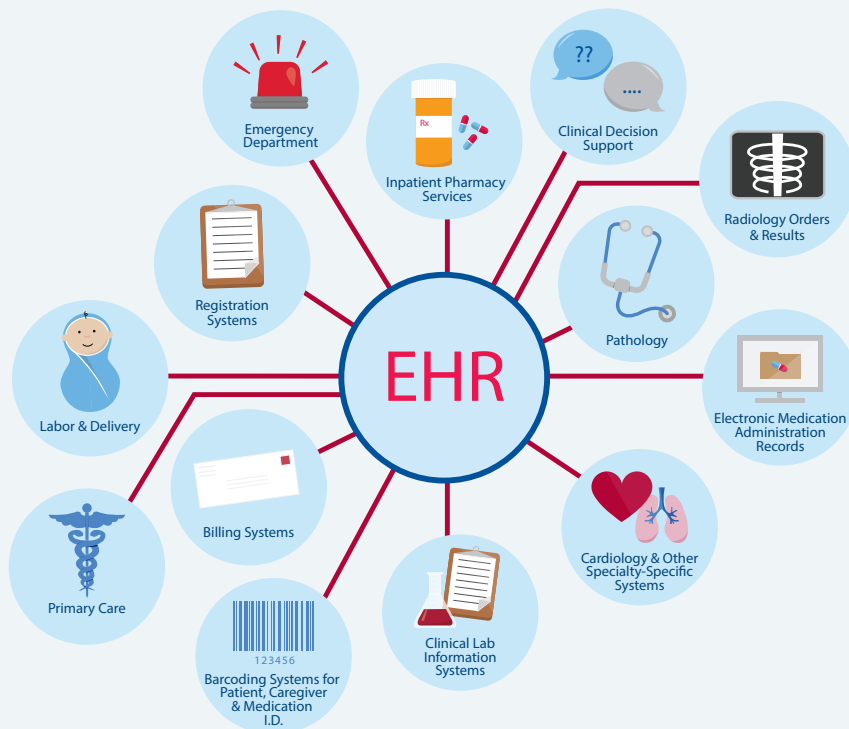 Emergency
Department
Rx
Inpatient Pharmacy
Services
??
....
Clinical Decision
Support
Radiology Orders
& Results
Registration
Systems
Pathology
EHR
Labor & Delivery
Electronic Medication
Administration
Records
Billing Systems
Cardiology & Other
Specialty-Specific
Systems
Primary Care
123456
Barcoding Systems for
Patient, Caregiver
& Medication
I.D.
Clinical Lab
Information
Systems